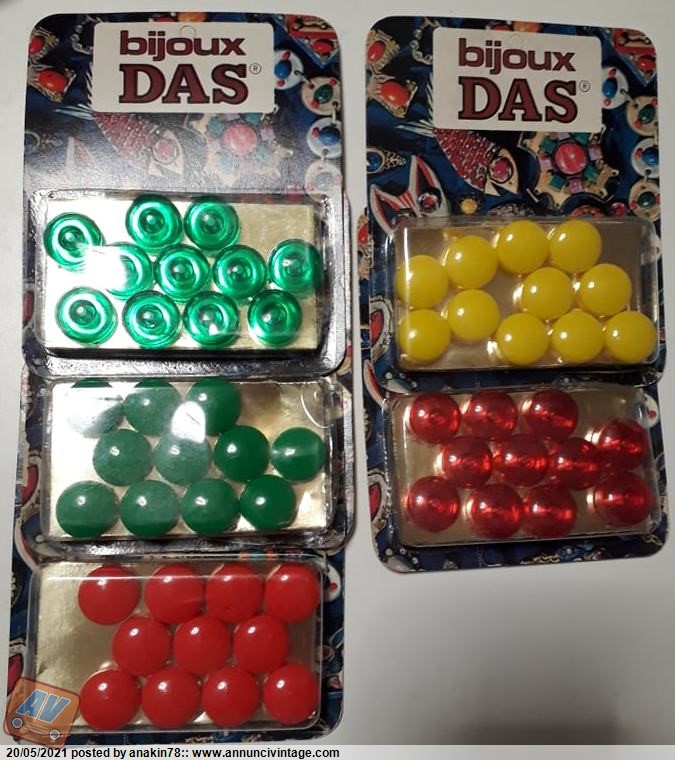 bijoux
DAS®
bijoux
DAS®
AV
20/05/2021 posted by anakin78:: www.annuncivintage.com